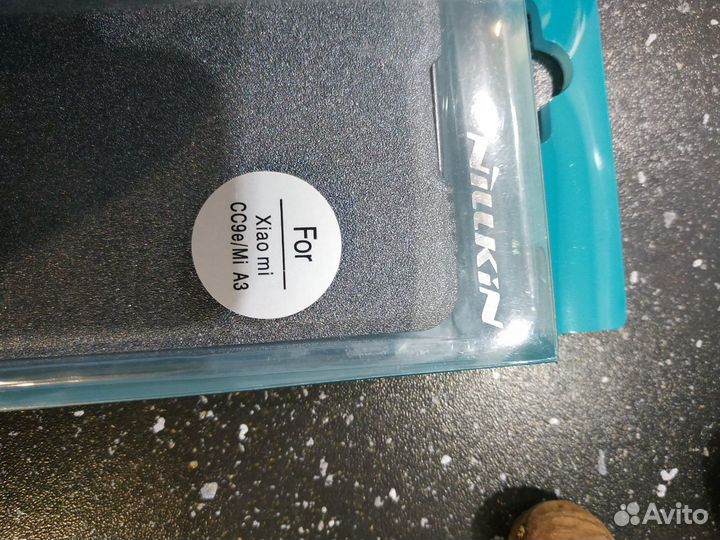 NILLKIN
For
Xiao mi
CC9e/Mi A3
Avito